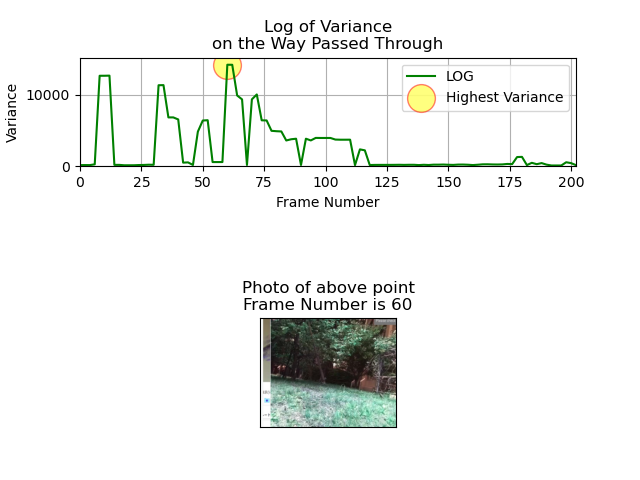 Log of Variance
on the Way Passed Through
Variance
10000
0
LOG
Highest Variance
0 25 50 75 100 125 150 175 200
Frame Number
Photo of above point
Frame Number is 60